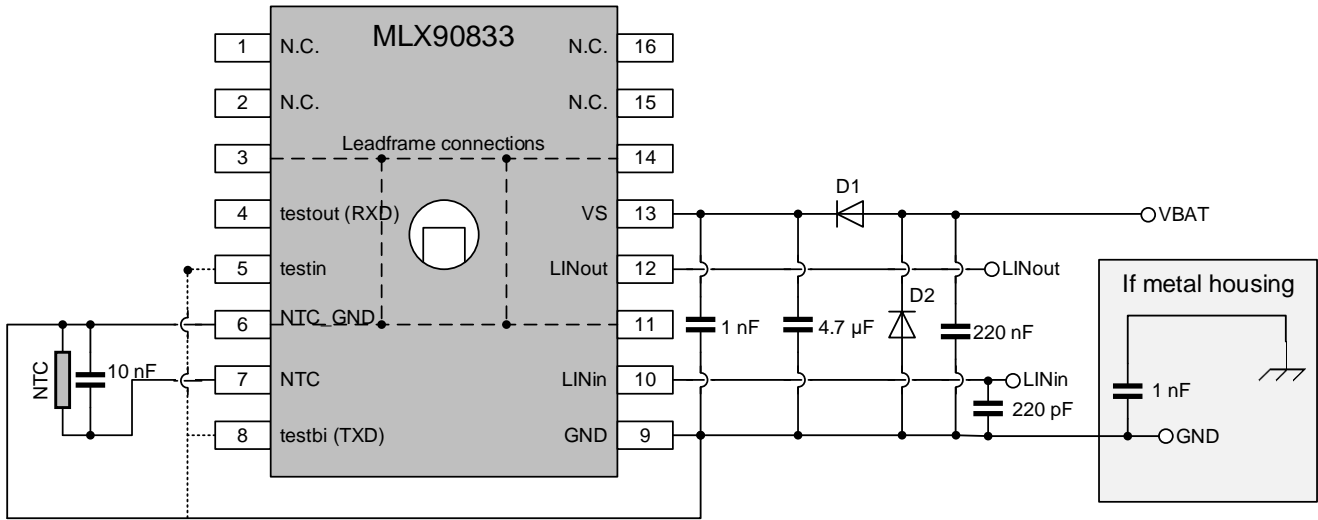 MLX90833
1 N.C.
N.C. 16
2 N.C.
N.C. 15
Leadframe connections
3
14
4 testout (RXD)
VS 13
D1
VBAT
5 testin
LINout 12
LINout
D2
If metal housing
6 NTC_GND
11
1 nF
4.7 µF
220 nF
NTC
10 nF
7 NTC
LINin 10
LINin
220 pF
1 nF
8 testbi (TXD)
GND 9
GND